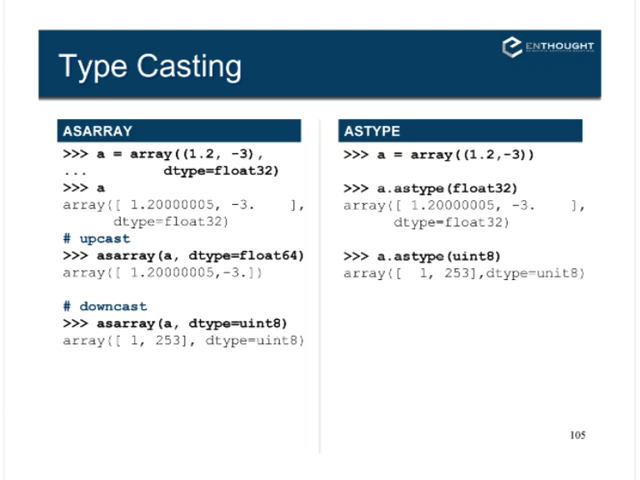 ENTHOUGHT
Type Casting
ASARRAY
>>> a = array((1.2, -3),
...         dtype=float32)
>>> a
array([ 1.20000005, -3.    ],
      dtype=float32)
# upcast
>>> asarray(a, dtype=float64)
array([ 1.20000005,-3.])
# downcast
>>> asarray(a, dtype=uint8)
array([ 1, 253], dtype=uint8)
ASTYPE
>>> a = array((1.2,-3))
>>> a.astype(float32)
array([ 1.20000005, -3.    ],
      dtype=float32)
>>> a.astype(uint8)
array([  1, 253],dtype=unit8)
105